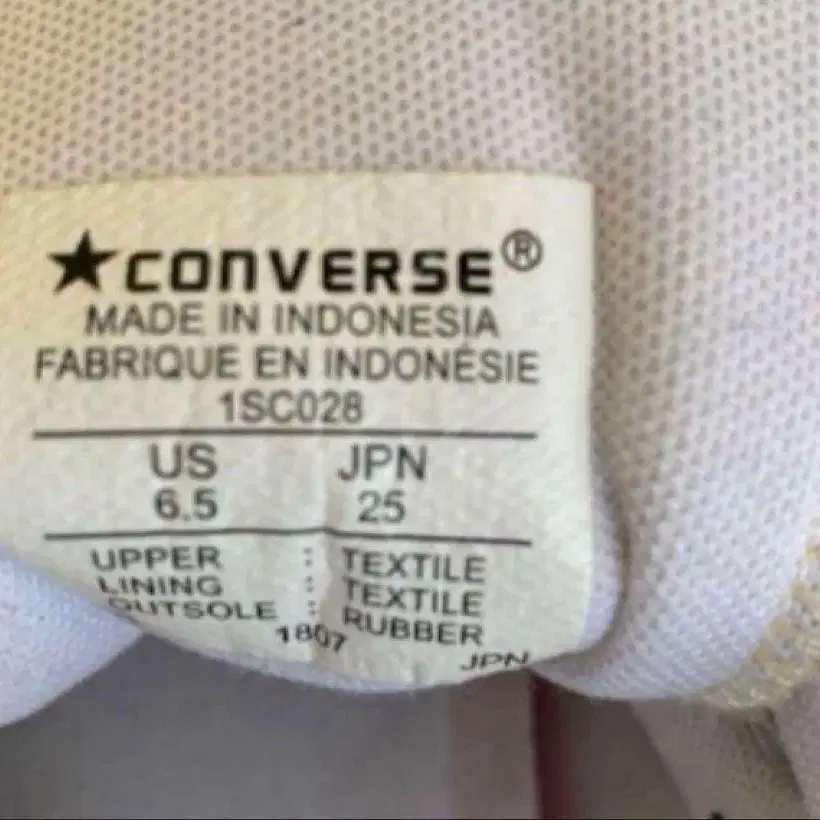 ★CONVERSE®
MADE IN INDONESIA
FABRIQUE EN INDONÉSIE
1SC028
US JPN
6.5 25
UPPER : TEXTILE
LINING : TEXTILE
OUTSOLE : RUBBER
1807
JPN